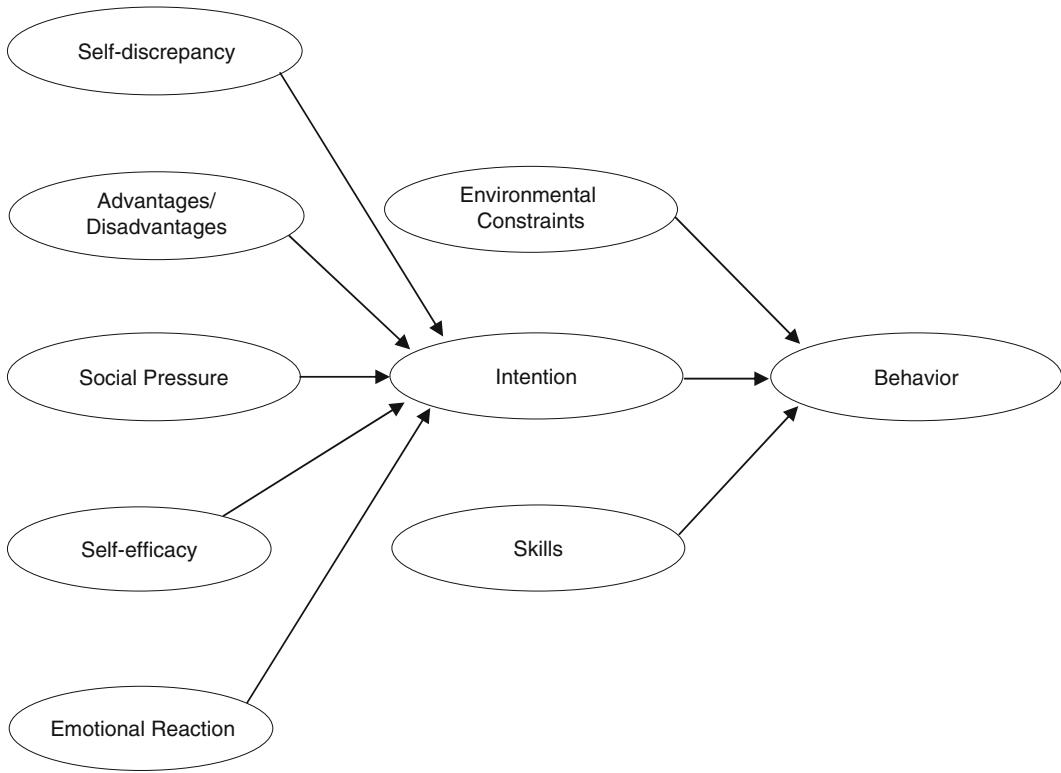 Self-discrepancy
Advantages/
Disadvantages
Environmental
Constraints
Social Pressure
Intention
Behavior
Self-efficacy
Skills
Emotional Reaction